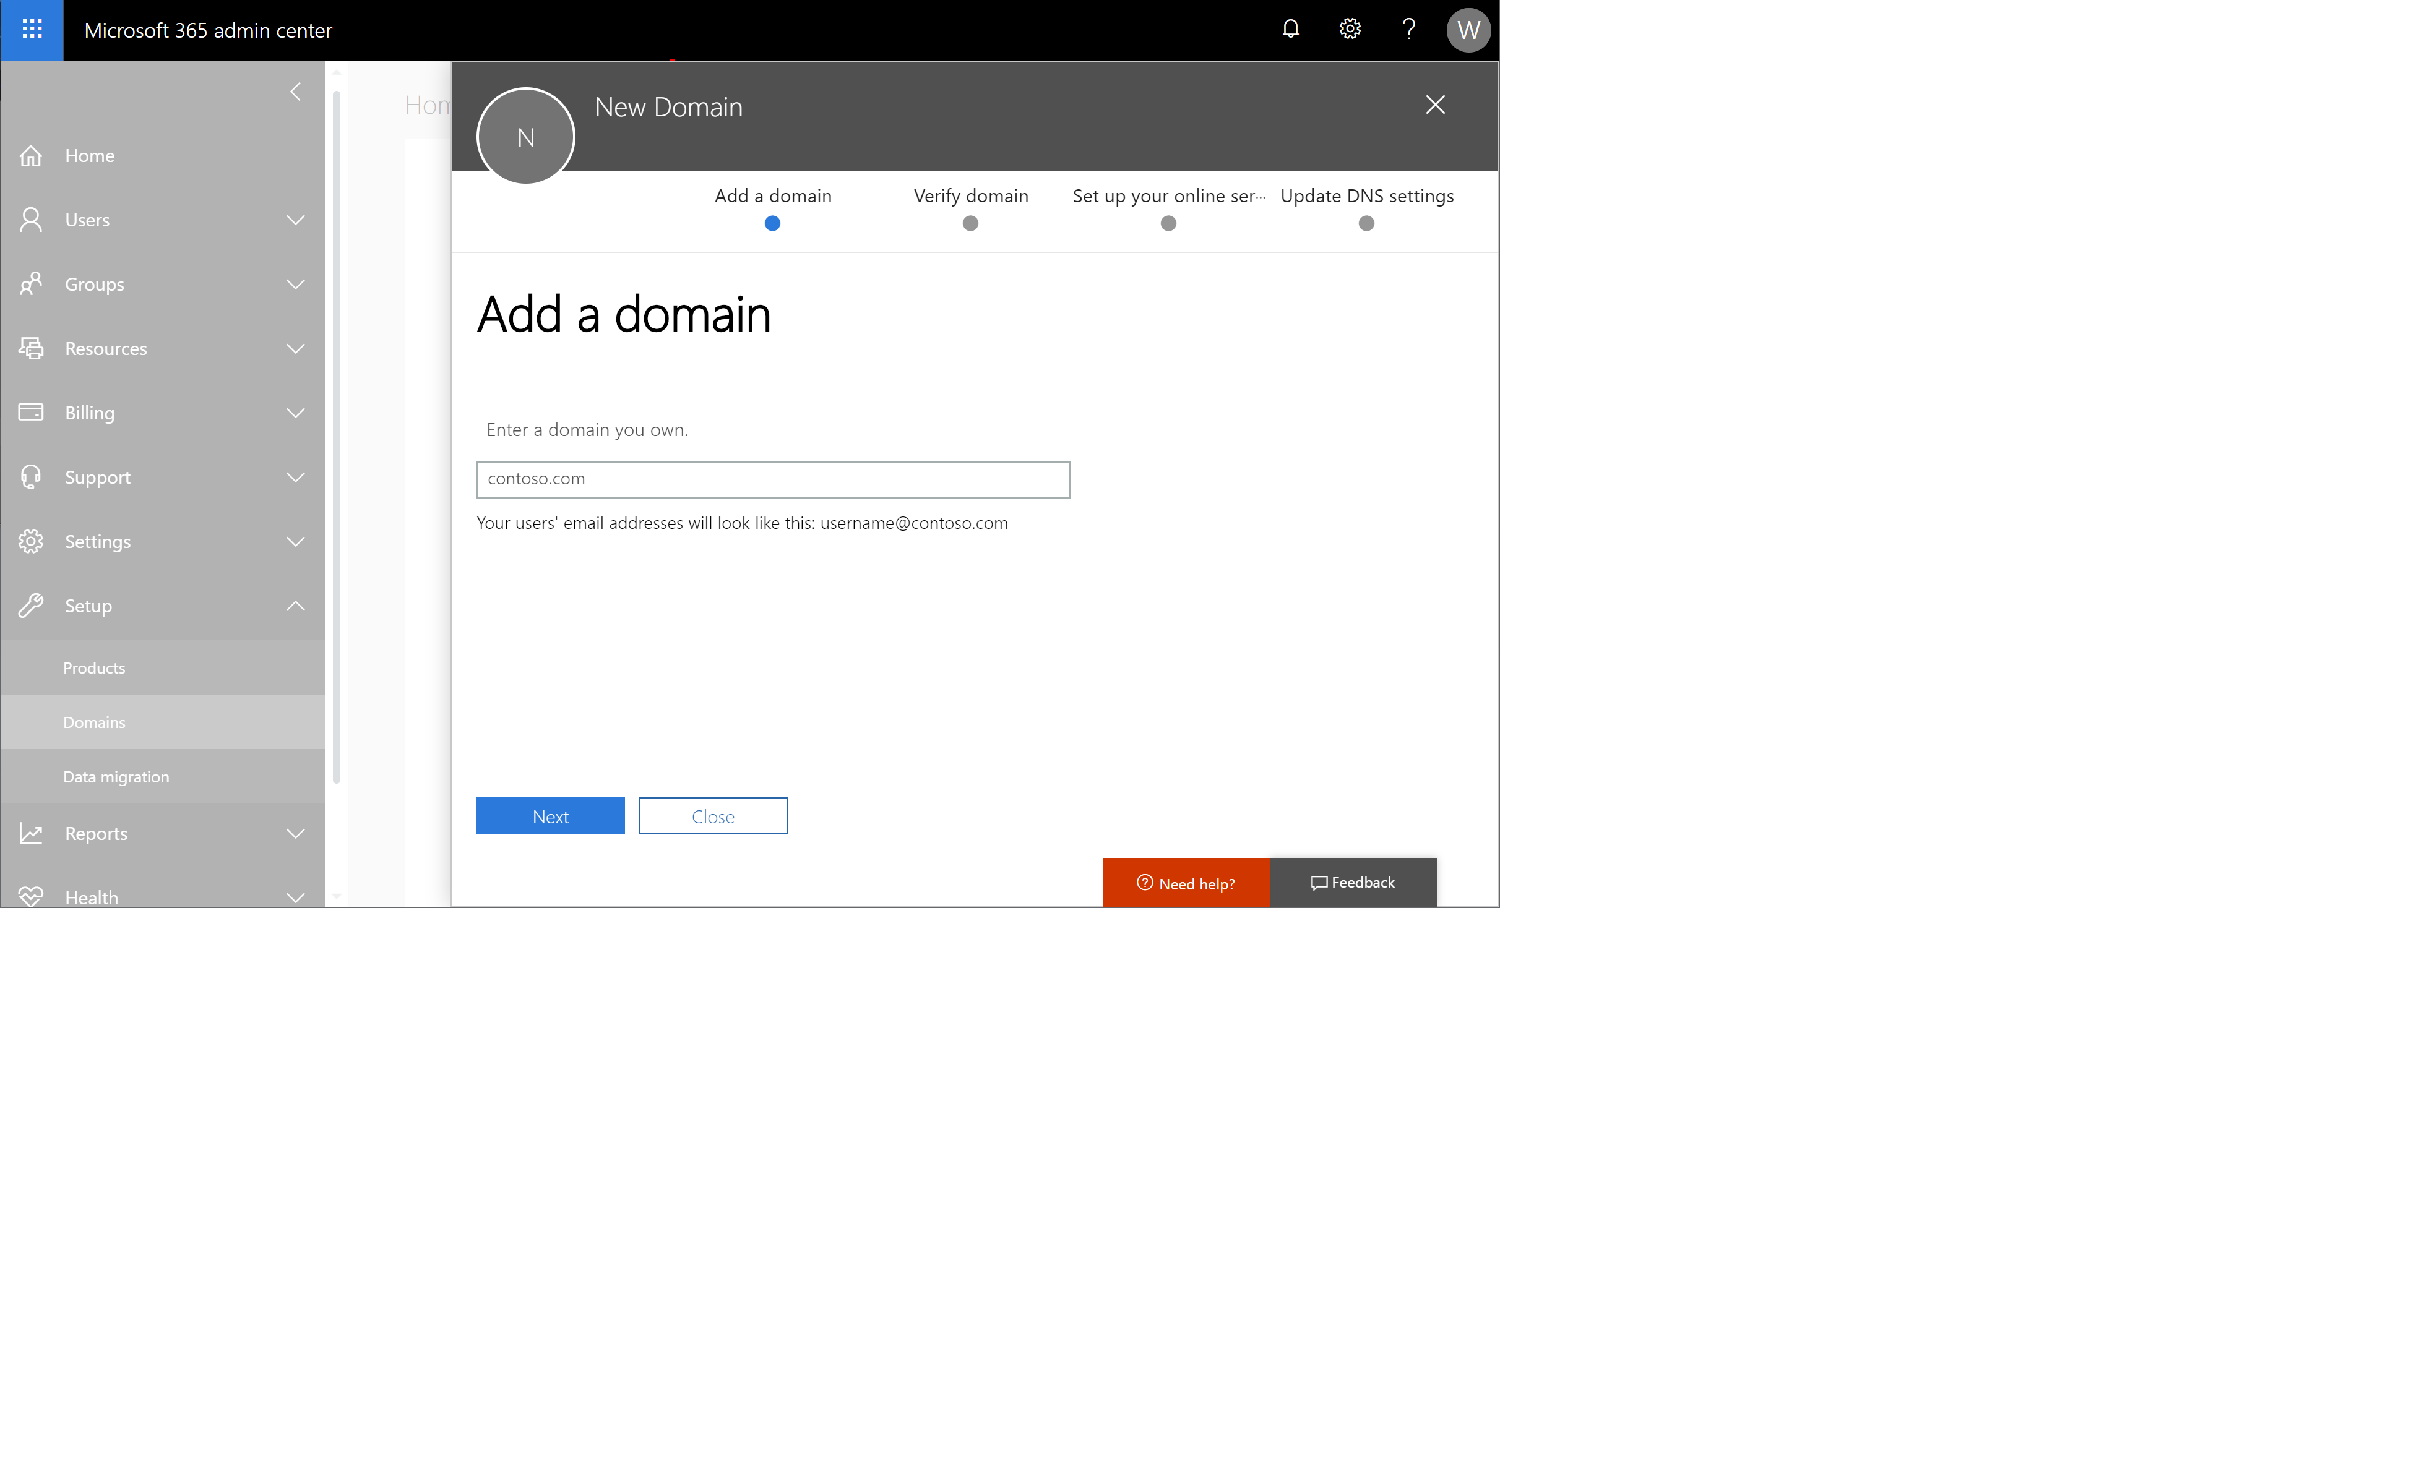 Microsoft 365 admin center
W
Hom
N
New Domain
Home
Users
Groups
Resources
Billing
Support
Settings
Setup
Products
Domains
Data migration
Reports
Health
Add a domain
Verify domain
Set up your online ser...
Update DNS settings
Add a domain
Enter a domain you own.
contoso.com
Your users' email addresses will look like this: username@contoso.com
Next
Close
Need help?
Feedback